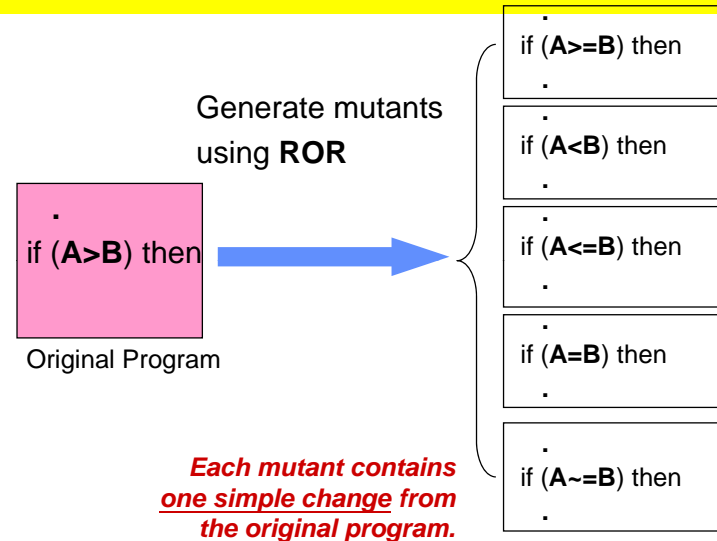 Generate mutants
using ROR
.
if (A>B) then
Original Program
.
if (A>=B) then
.
.
if (A<B) then
.
.
if (A<=B) then
.
.
if (A=B) then
.
.
if (A~=B) then
.
Each mutant contains
one simple change from
the original program.